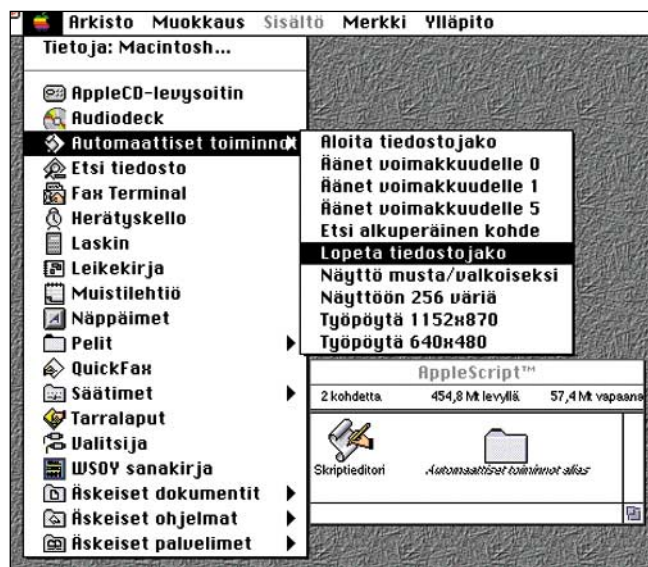 Arkisto Muokkaus Sisältö Merkki Ylläpito
Tietoja: Macintosh...
AppleCD-levysoitin
Audiodeck
Automaattiset toiminnot
Etsi tiedosto
Fax Terminal
Herätyskello
Laskin
Leikekirja
Muistilehtiö
Näppäimet
Pelit
QuickFax
Säätimet
Tarralaput
Valitsija
WSOY sanakirja
Äskeiset dokumentit
Äskeiset ohjelmat
Äskeiset palvelimet
Aloita tiedostojako
Äänet voimakkuudelle 0
Äänet voimakkuudelle 1
Äänet voimakkuudelle 5
Etsi alkuperäinen kohde
Lopeta tiedostojako
Näyttö musta/valkoiseksi
Näyttöön 256 väriä
Työpöytä 1152x870
Työpöytä 640x480
AppleScript™
2 kohdetta 454,8 Mt levyllä 57,4 Mt vapaana
Skriptieditori
Automaattiset toiminnot alias